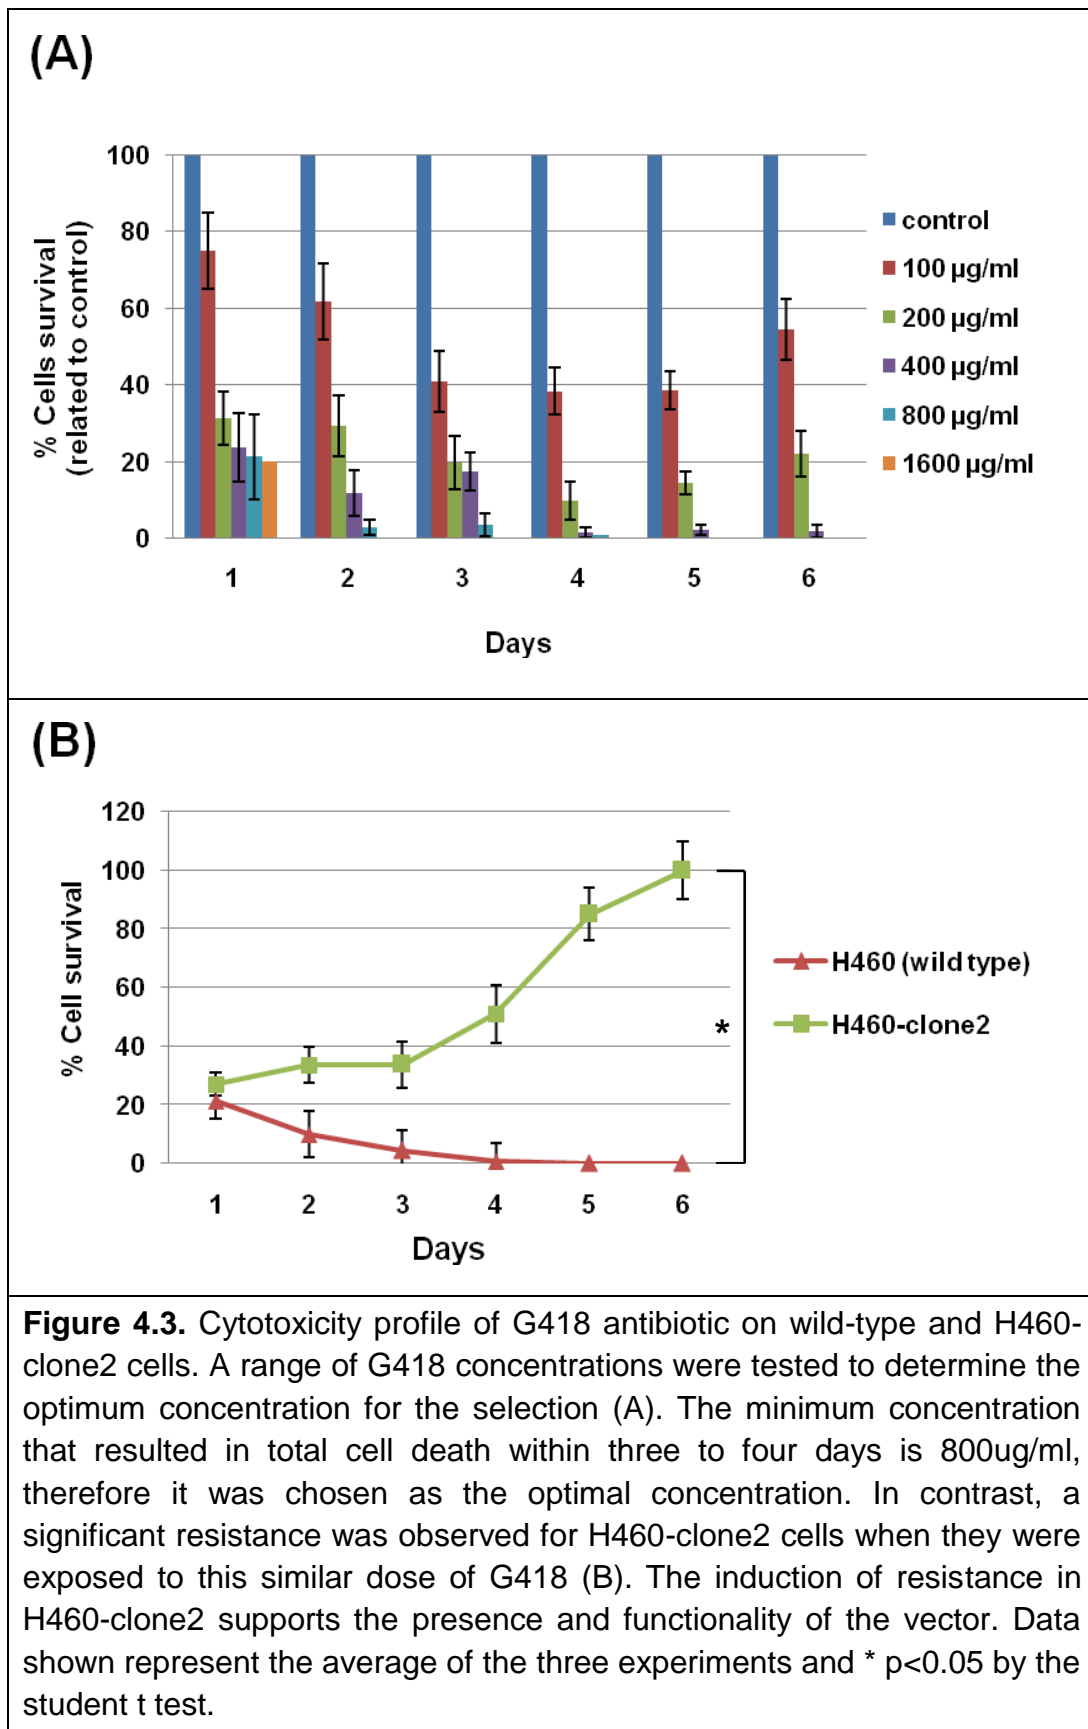 (A)
% Cells survival
(related to control)
100
80
60
40
20
0
1 2 3 4 5 6
Days
control
100 µg/ml
200 µg/ml
400 µg/ml
800 µg/ml
1600 µg/ml
(B)
% Cell survival
120
100
80
60
40
20
0
1 2 3 4 5 6
Days
*
H460 (wild type)
H460-clone2
Figure 4.3. Cytotoxicity profile of G418 antibiotic on wild-type and H460-
clone2 cells. A range of G418 concentrations were tested to determine the
optimum concentration for the selection (A). The minimum concentration
that resulted in total cell death within three to four days is 800ug/ml,
therefore it was chosen as the optimal concentration. In contrast, a
significant resistance was observed for H460-clone2 cells when they were
exposed to this similar dose of G418 (B). The induction of resistance in
H460-clone2 supports the presence and functionality of the vector. Data
shown represent the average of the three experiments and * p<0.05 by the
student t test.